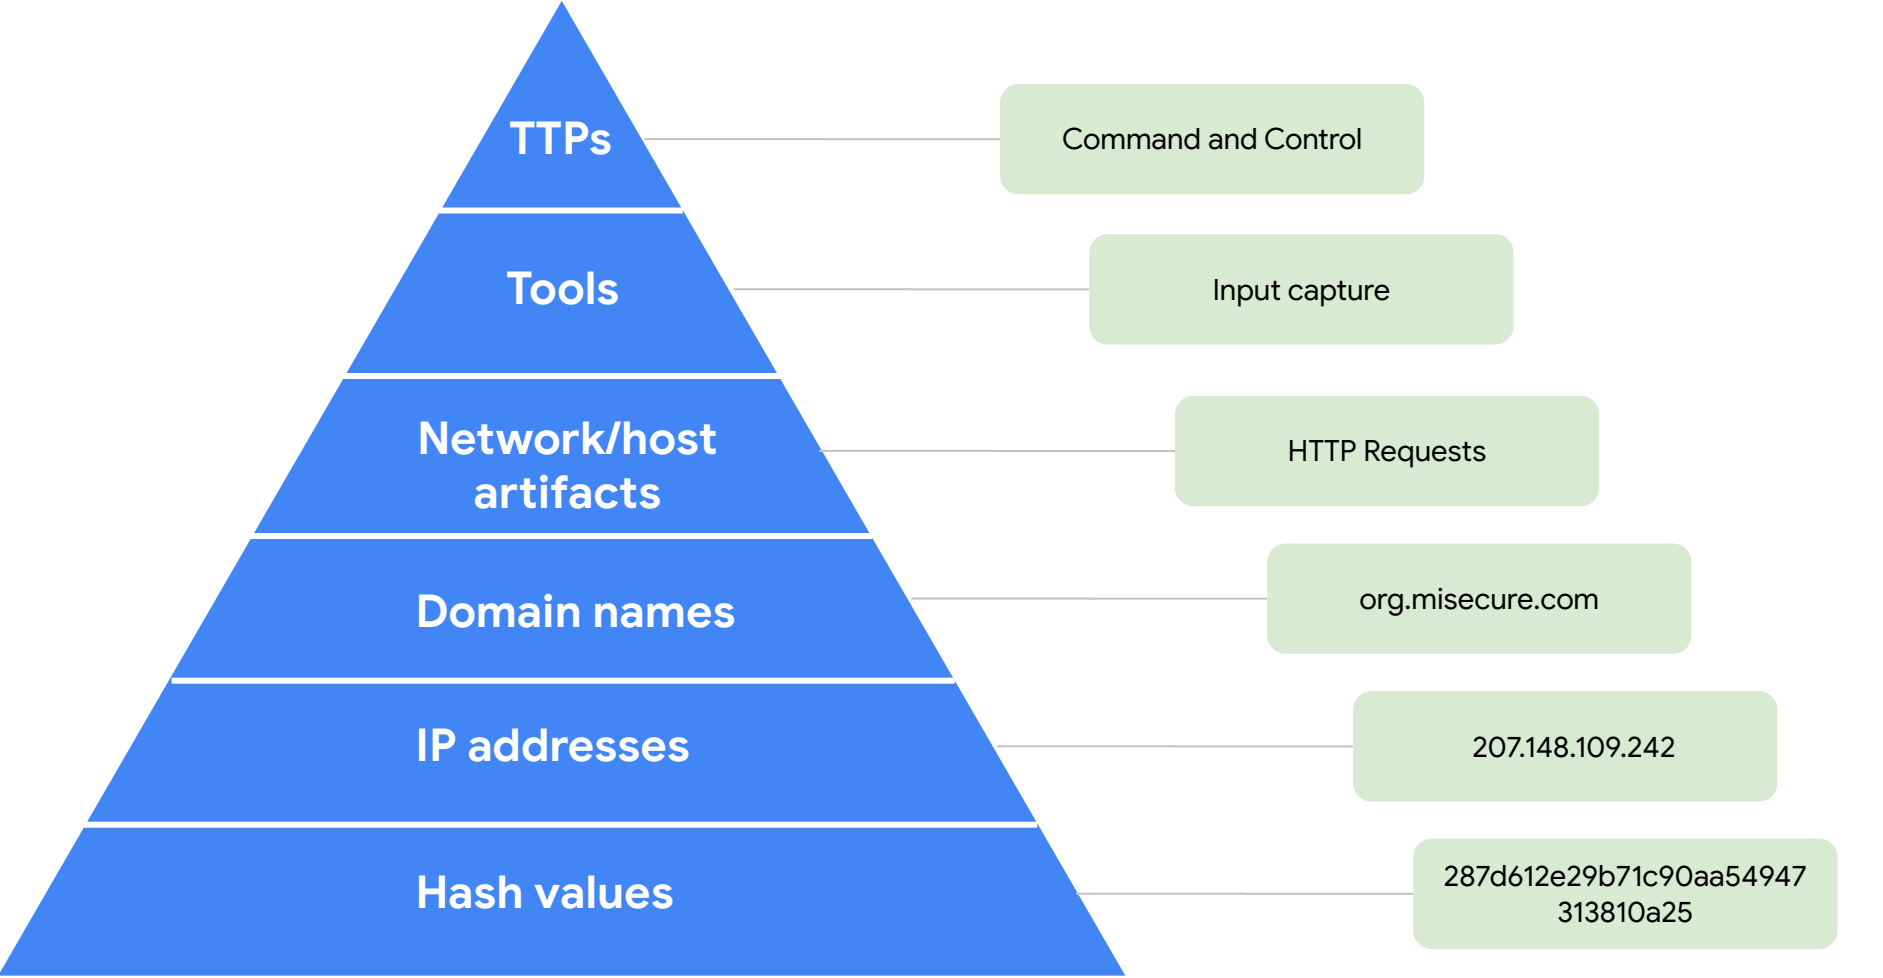 TTPs
Command and Control
Tools
Input capture
Network/host
artifacts
HTTP Requests
Domain names
org.misecure.com
IP addresses
207.148.109.242
Hash values
287d612e29b71c90aa54947
313810a25